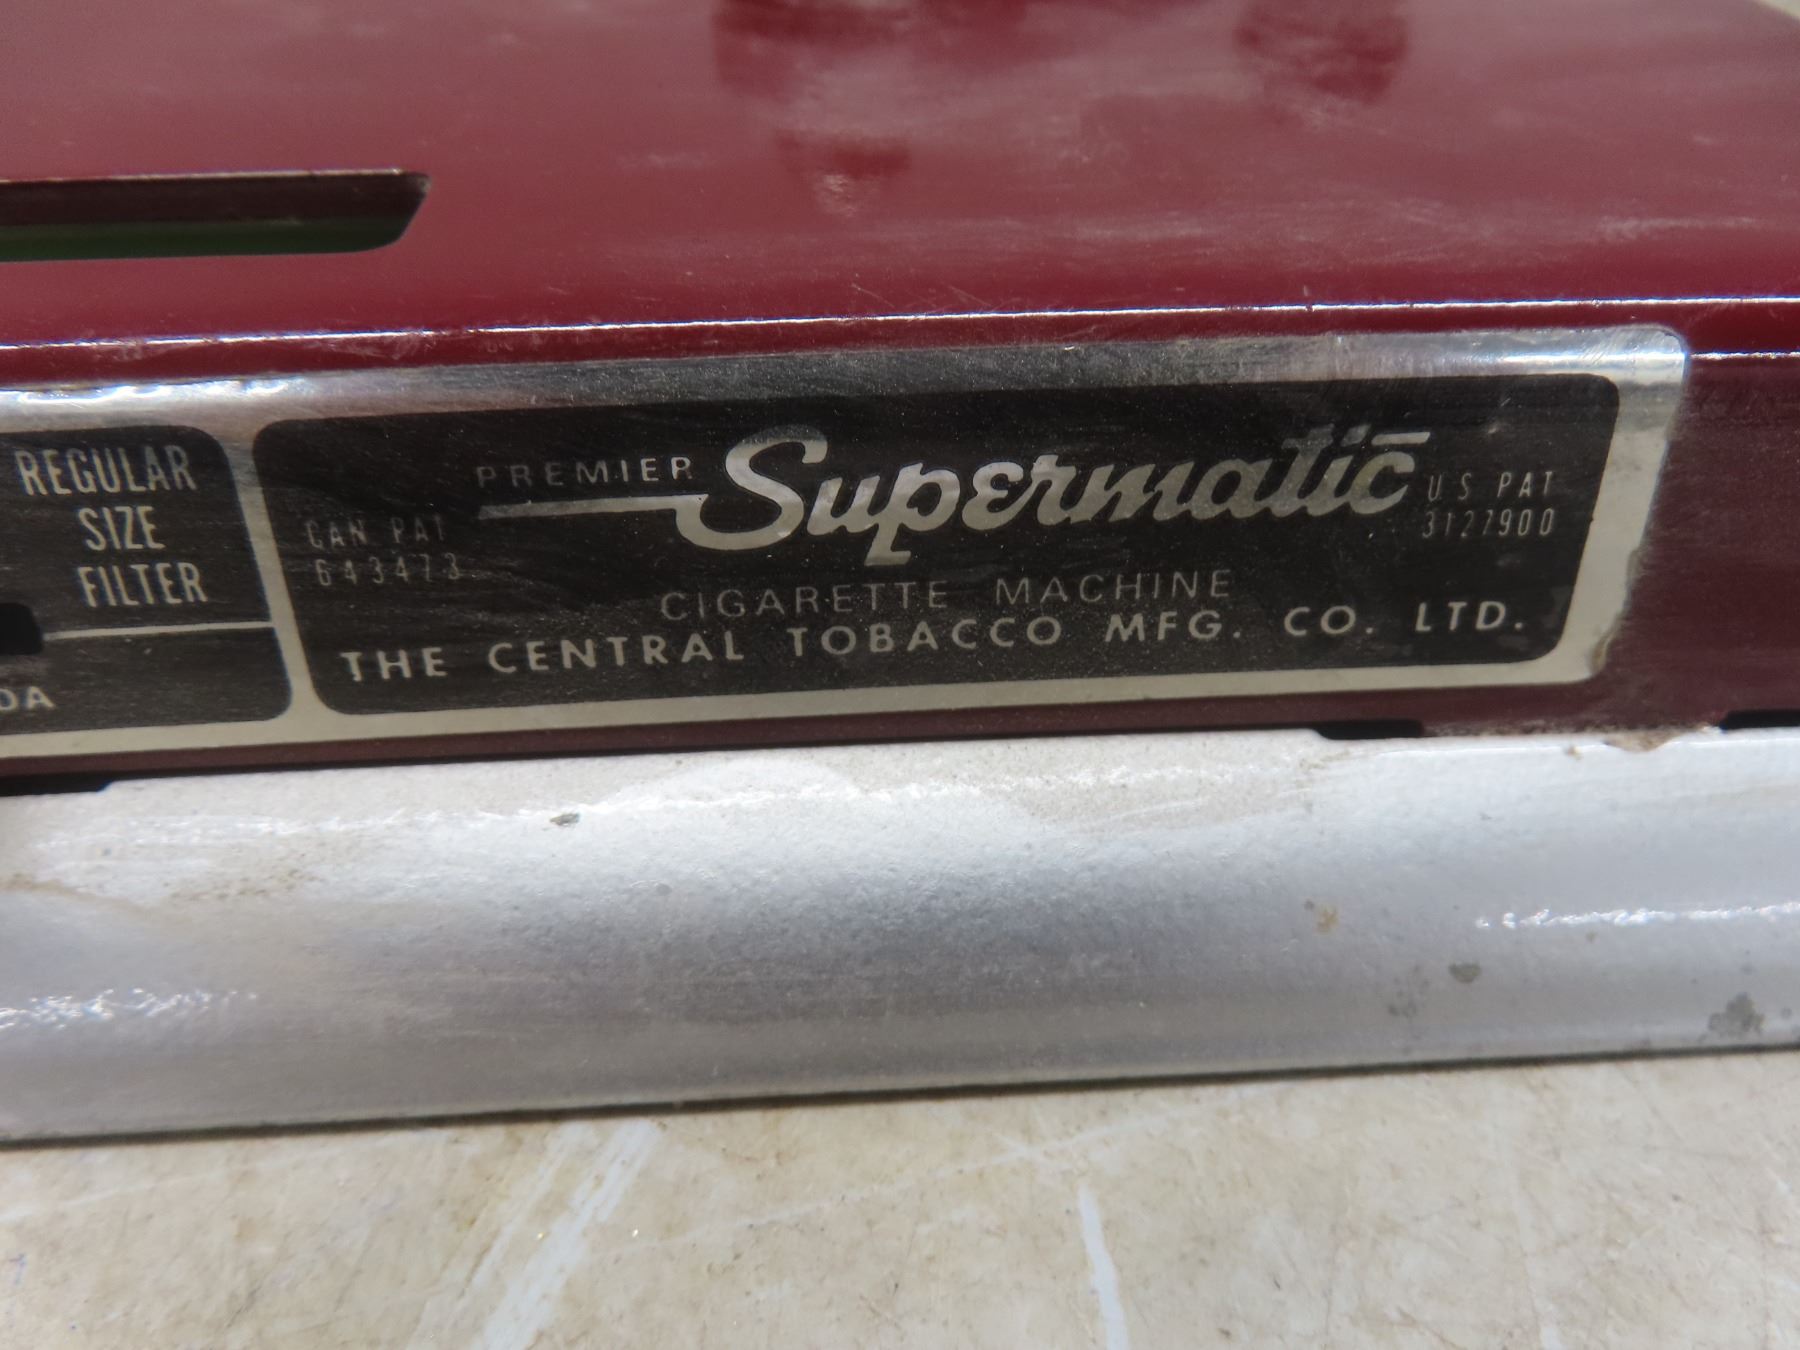 REGULAR
SIZE
FILTER
DA
PREMIER Supermatic
CAN PAT
643473
U S PAT
3127900
CIGARETTE MACHINE
THE CENTRAL TOBACCO MFG. CO. LTD.